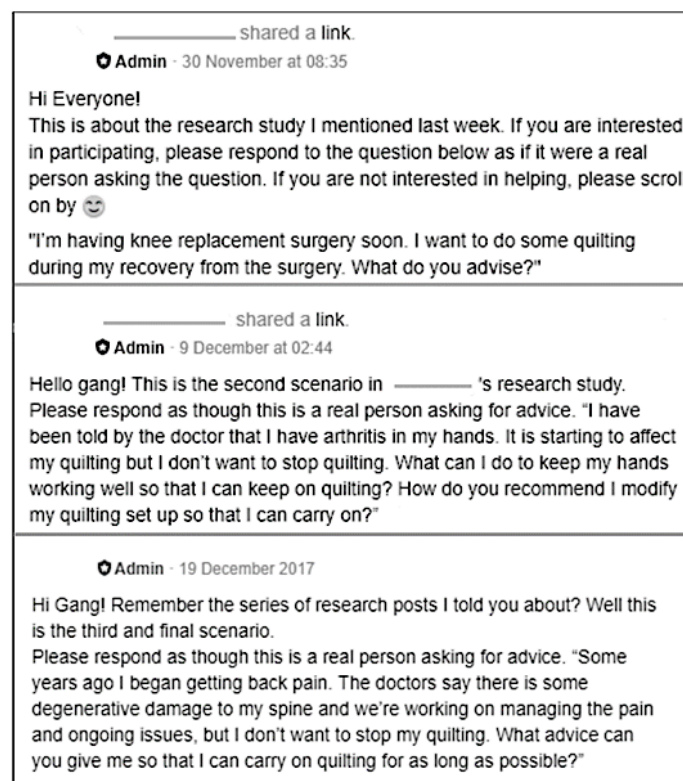 shared a link.
Admin · 30 November at 08:35
Hi Everyone!
This is about the research study I mentioned last week. If you are interested
in participating, please respond to the question below as if it were a real
person asking the question. If you are not interested in helping, please scroll
on by 😊
"I'm having knee replacement surgery soon. I want to do some quilting
during my recovery from the surgery. What do you advise?"
shared a link.
Admin · 9 December at 02:44
Hello gang! This is the second scenario in 's research study.
Please respond as though this is a real person asking for advice. “I have
been told by the doctor that I have arthritis in my hands. It is starting to affect
my quilting but I don't want to stop quilting. What can I do to keep my hands
working well so that I can keep on quilting? How do you recommend I modify
my quilting set up so that I can carry on?”
Admin · 19 December 2017
Hi Gang! Remember the series of research posts I told you about? Well this
is the third and final scenario.
Please respond as though this is a real person asking for advice. “Some
years ago I began getting back pain. The doctors say there is some
degenerative damage to my spine and we're working on managing the pain
and ongoing issues, but I don't want to stop my quilting. What advice can
you give me so that I can carry on quilting for as long as possible?”